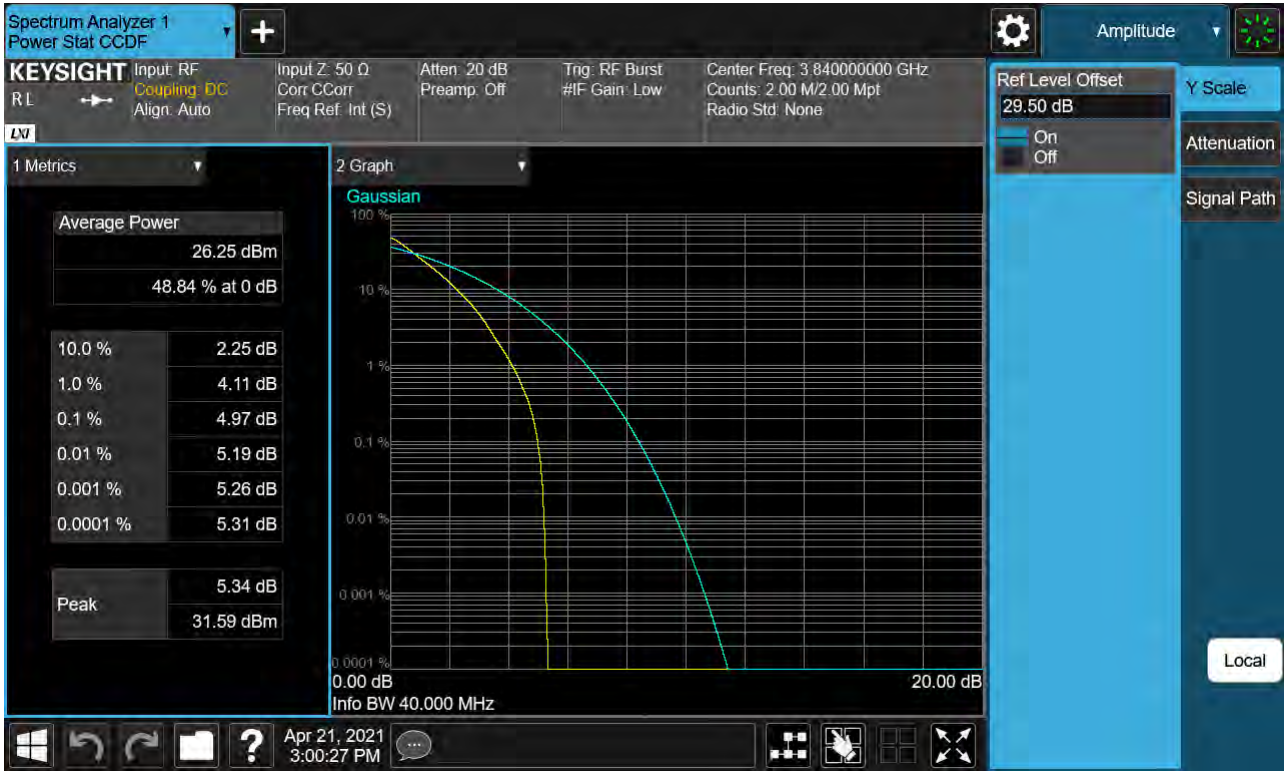 Spectrum Analyzer 1
Power Stat CCDF
+
Amplitude
KEYSIGHT
RL
LXI
Input: RF
Coupling: DC
Align: Auto
Input Z: 50 Ω
Corr CCorr
Freq Ref: Int (S)
Atten: 20 dB
Preamp: Off
Trig: RF Burst
#IF Gain: Low
Center Freq: 3.840000000 GHz
Counts: 2.00 M/2.00 Mpt
Radio Std: None
Ref Level Offset
29.50 dB
On
Off
Y Scale
Attenuation
Signal Path
Local
1 Metrics
Average Power
26.25 dBm
48.84 % at 0 dB
10.0 % 2.25 dB
1.0 % 4.11 dB
0.1 % 4.97 dB
0.01 % 5.19 dB
0.001 % 5.26 dB
0.0001 % 5.31 dB
Peak
5.34 dB
31.59 dBm
2 Graph
Gaussian
100 %
10 %
1 %
0.1 %
0.01 %
0.001 %
0.0001 %
0.00 dB 20.00 dB
Info BW 40.000 MHz
?
Apr 21, 2021
3:00:27 PM